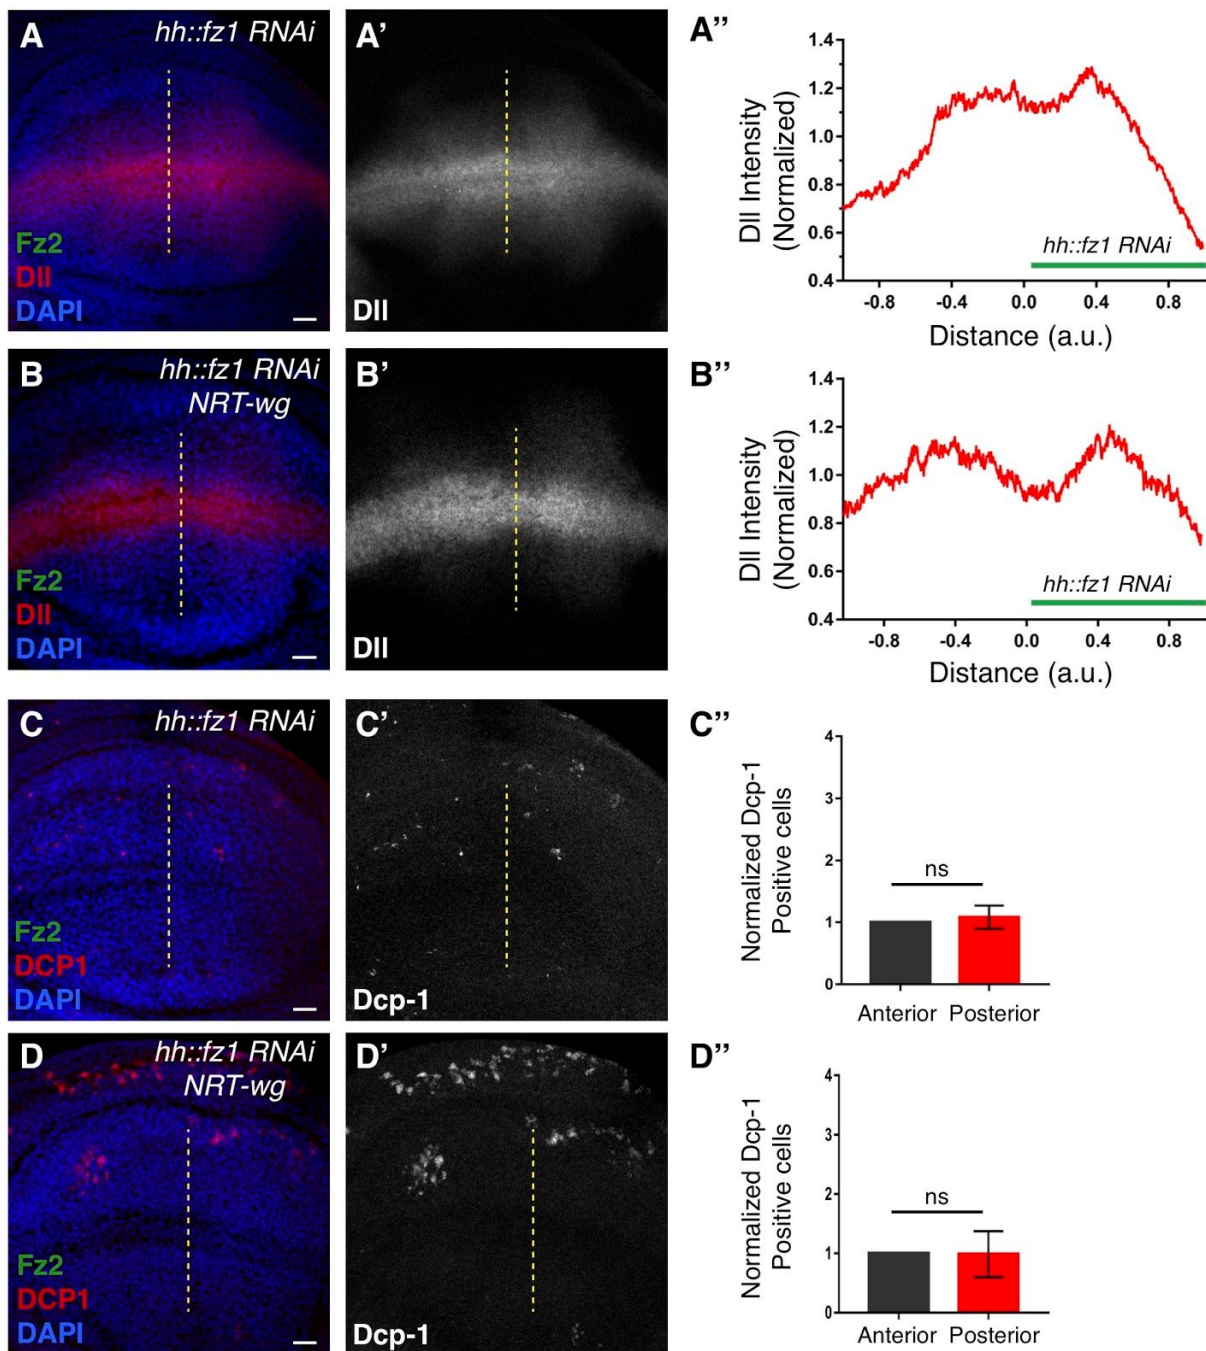 A
hh::fz1 RNAi
Fz2
Dll
DAPI
A'
Dll
A''
Dll Intensity
(Normalized)
1.4
1.2
1.0
0.8
0.6
0.4
hh::fz1 RNAi
-0.8
-0.4
0.0
0.4
0.8
Distance (a.u.)
B
hh::fz1 RNAi
NRT-wg
Fz2
Dll
DAPI
B'
Dll
B''
Dll Intensity
(Normalized)
1.4
1.2
1.0
0.8
0.6
0.4
hh::fz1 RNAi
-0.8
-0.4
0.0
0.4
0.8
Distance (a.u.)
C
hh::fz1 RNAi
Fz2
DCP1
DAPI
C'
Dcp-1
C''
Normalized Dcp-1
Positive cells
4
3
2
1
0
ns
Anterior
Posterior
D
hh::fz1 RNAi
NRT-wg
Fz2
DCP1
DAPI
D'
Dcp-1
D''
Normalized Dcp-1
Positive cells
4
3
2
1
0
ns
Anterior
Posterior